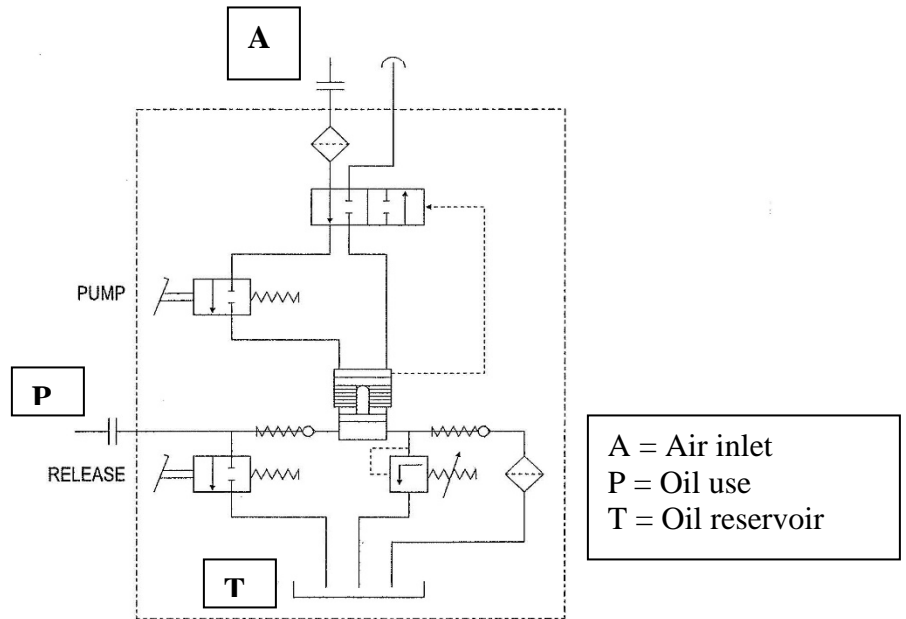 A
PUMP
P
RELEASE
T
A = Air inlet
P = Oil use
T = Oil reservoir